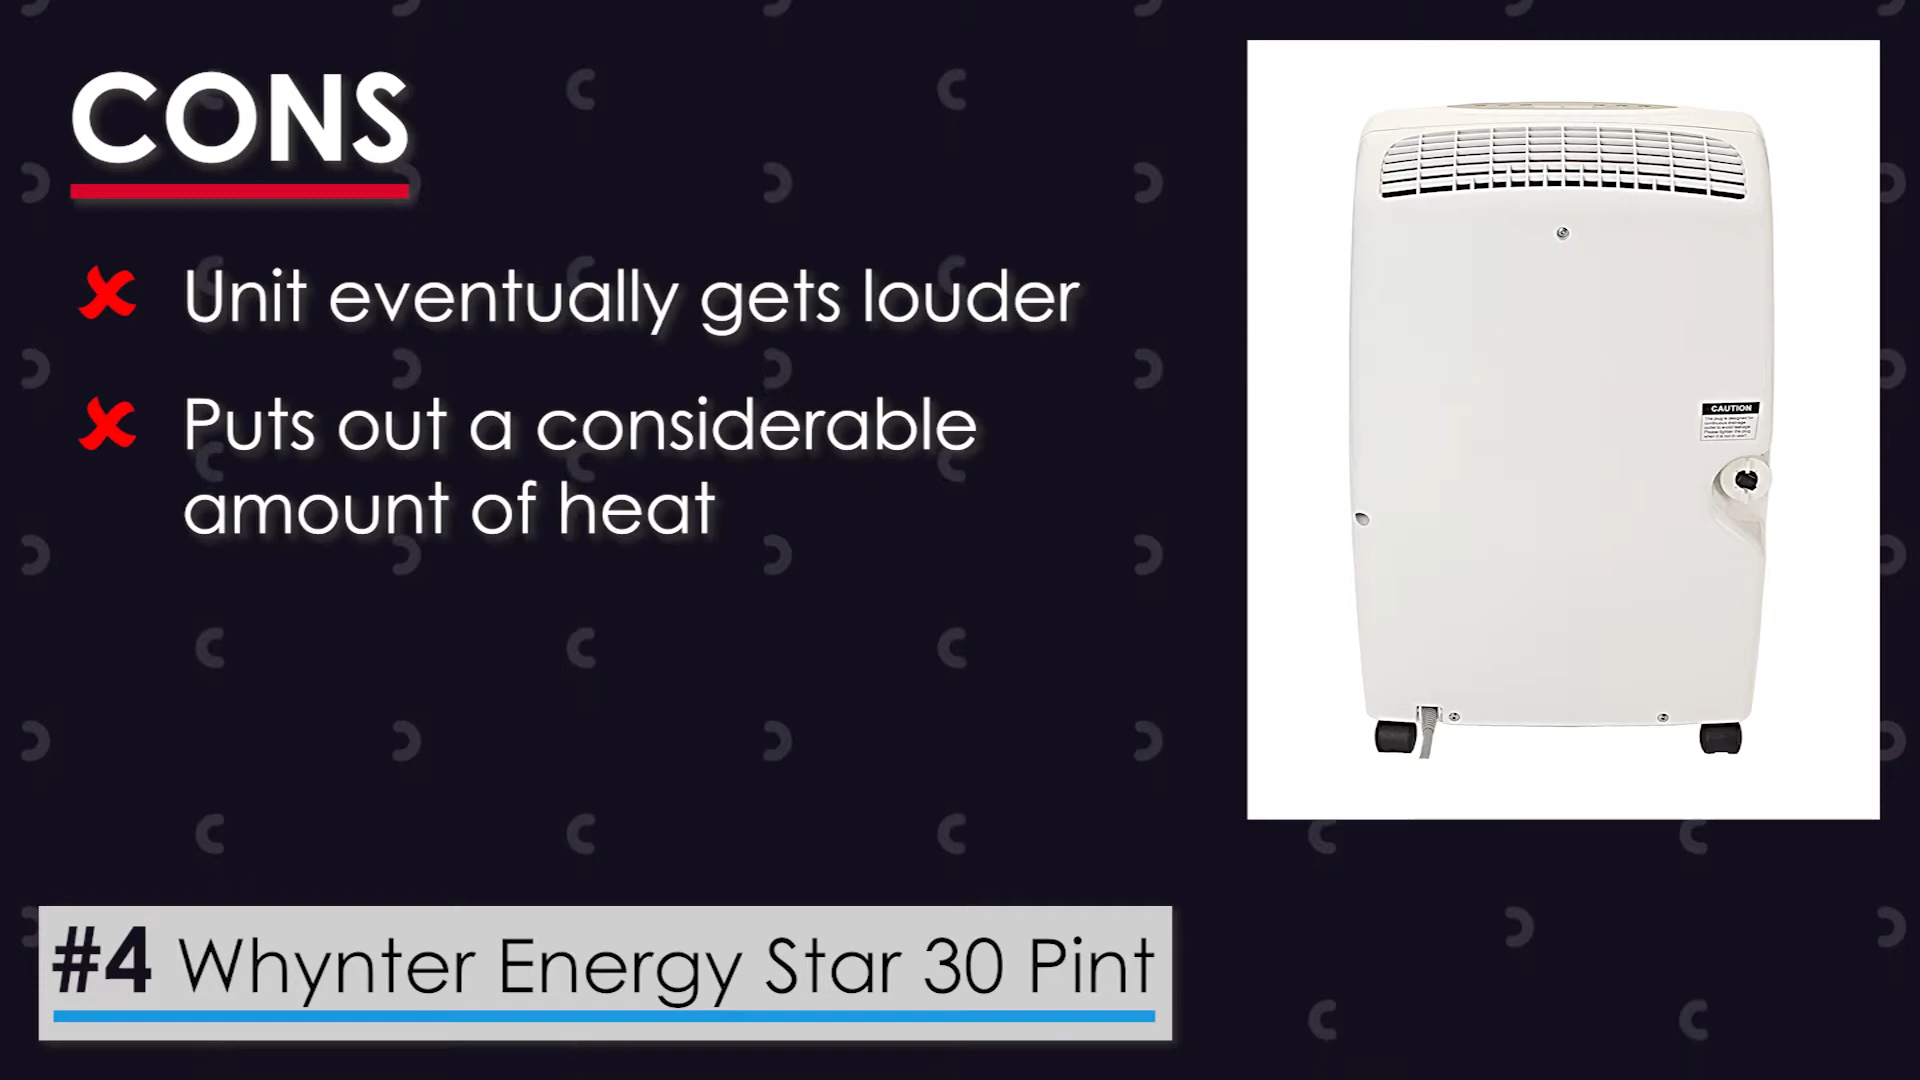 CONS
✘ Unit eventually gets louder
✘ Puts out a considerable
amount of heat
CAUTION
#4 Whynter Energy Star 30 Pint